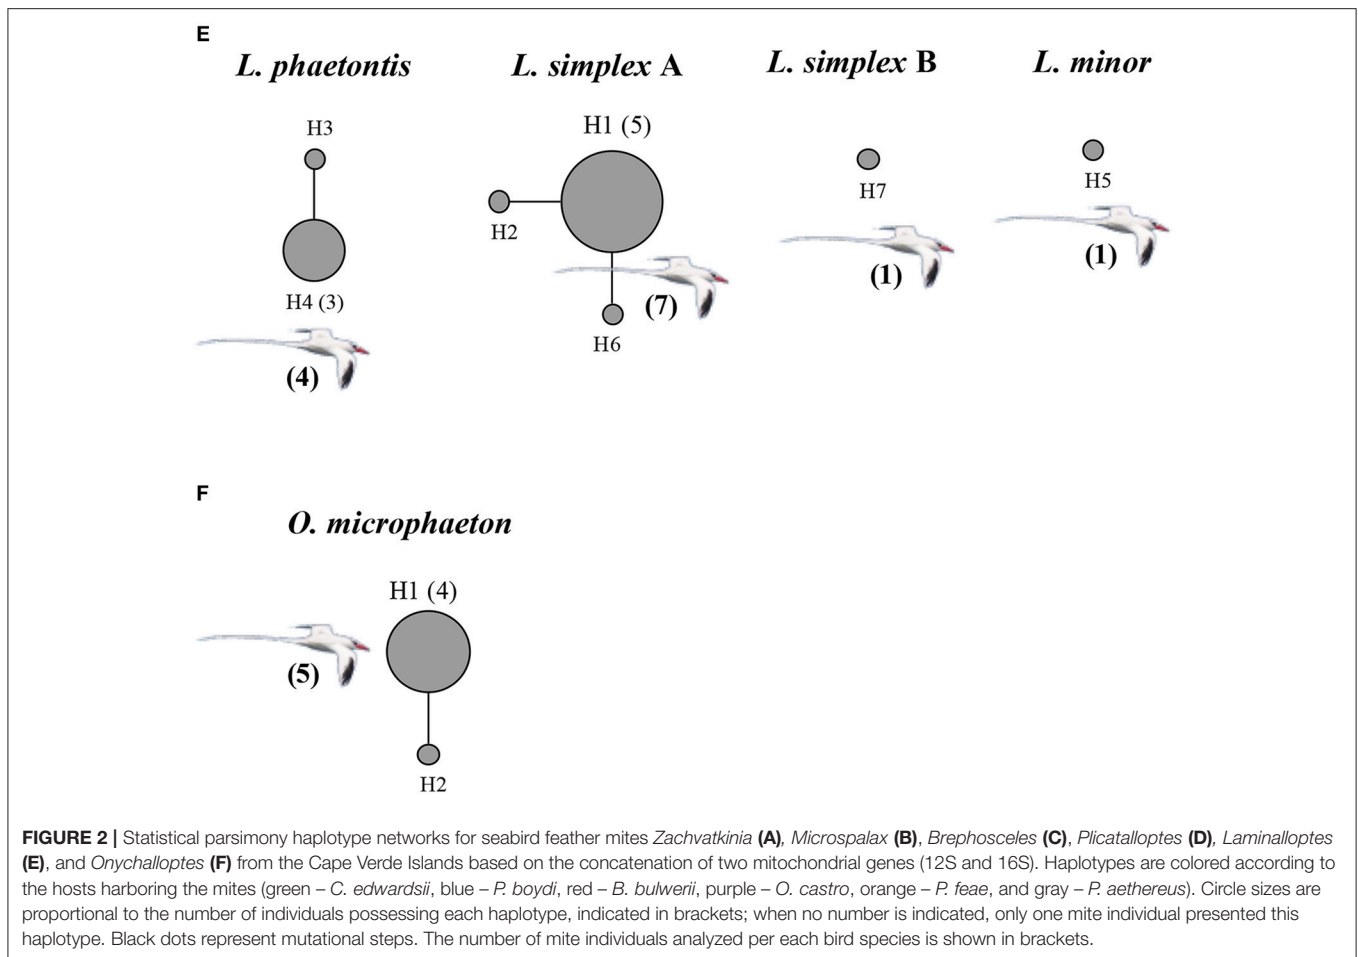 E
L. phaetontis
L. simplex A
L. simplex B
L. minor
H3
H4 (3)
(4)
H1 (5)
H2
(7)
H6
H7
(1)
H5
(1)
F
O. microphaeton
H1 (4)
(5)
H2
FIGURE 2 | Statistical parsimony haplotype networks for seabird feather mites Zachvatkinia (A), Microspalax (B), Brephosceles (C), Plicatalloptes (D), Laminalloptes
(E), and Onychalloptes (F) from the Cape Verde Islands based on the concatenation of two mitochondrial genes (12S and 16S). Haplotypes are colored according to
the hosts harboring the mites (green – C. edwardsii, blue – P. boydi, red – B. bulwerii, purple – O. castro, orange – P. feae, and gray – P. aethereus). Circle sizes are
proportional to the number of individuals possessing each haplotype, indicated in brackets; when no number is indicated, only one mite individual presented this
haplotype. Black dots represent mutational steps. The number of mite individuals analyzed per each bird species is shown in brackets.